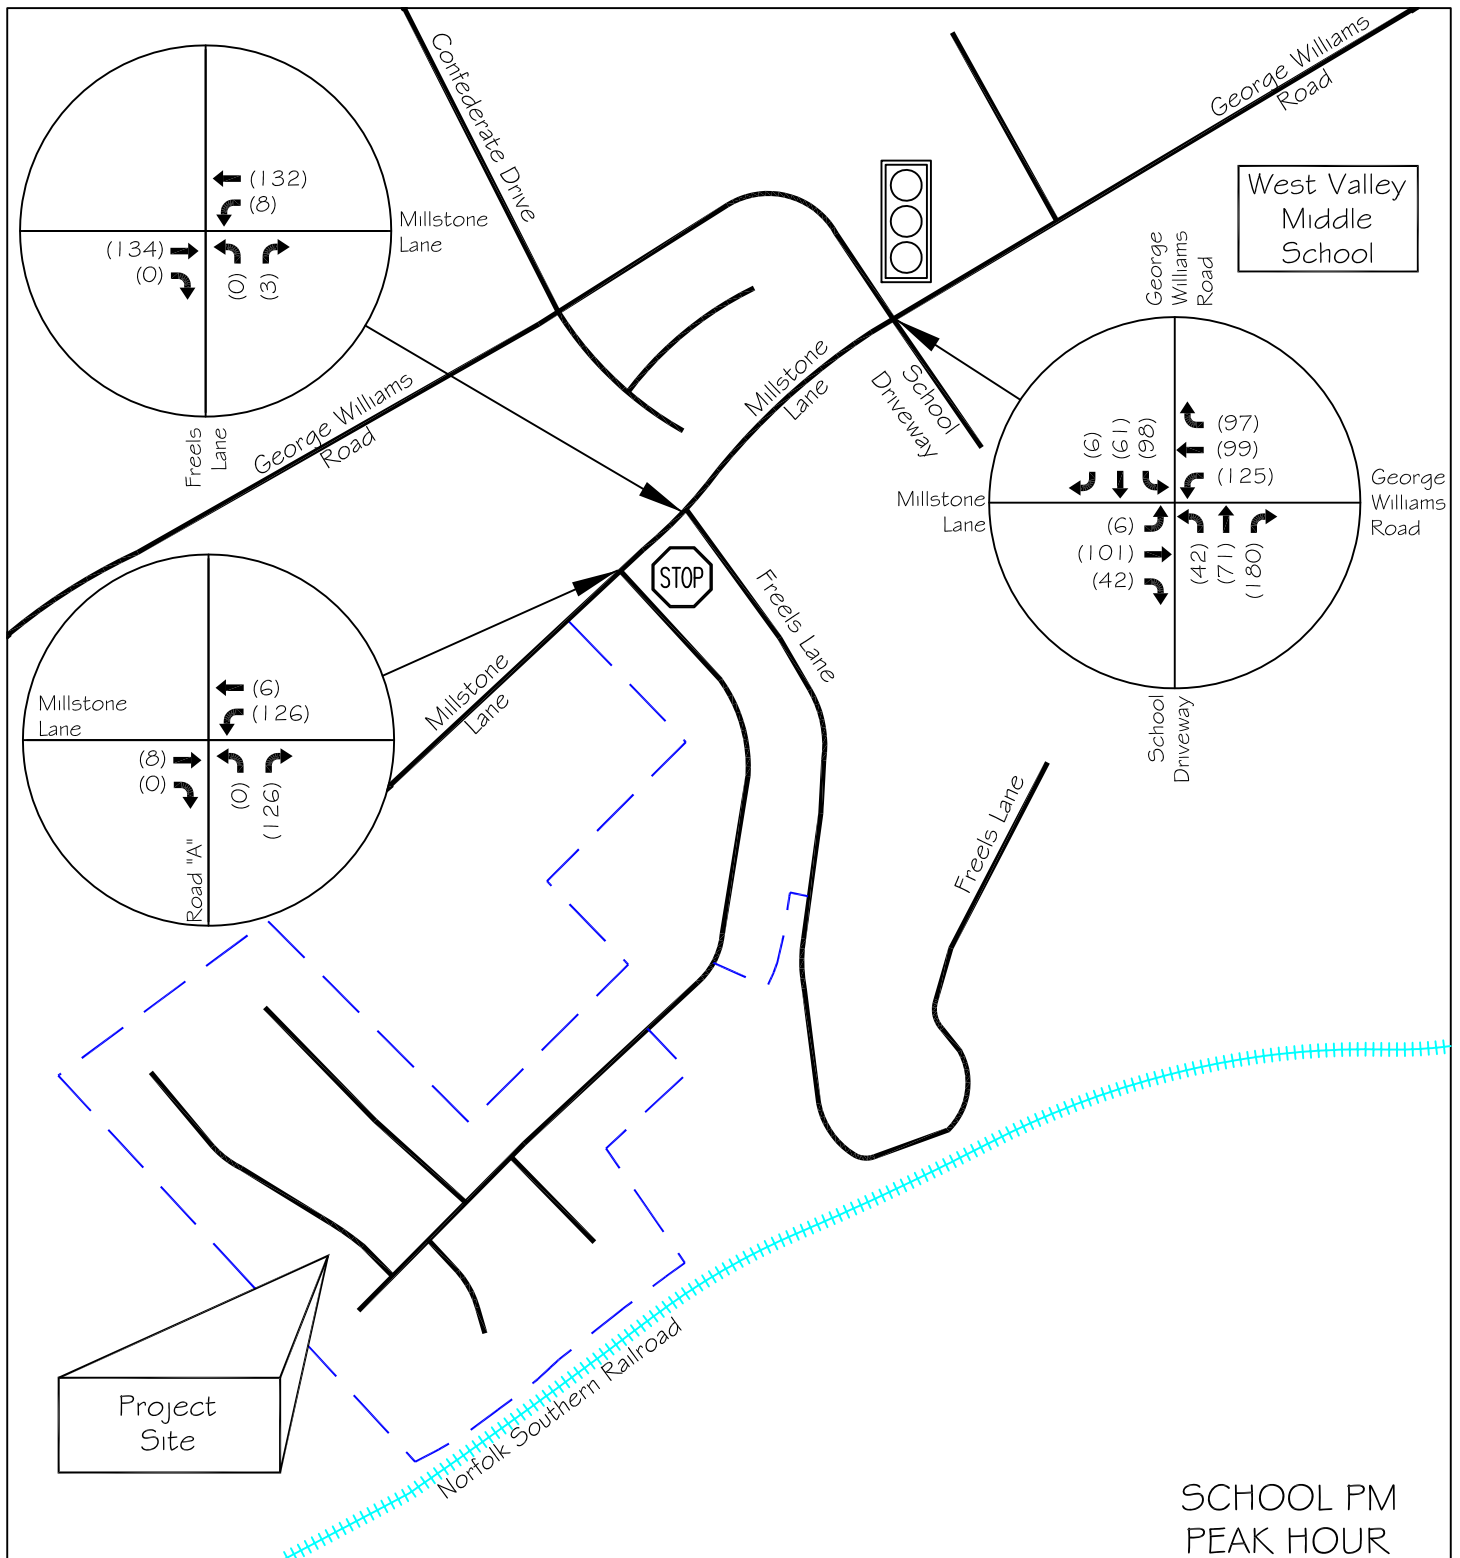 Confederate Drive
George Williams
Road
West Valley
Middle
School
(132)
(8)
(134)
(0)
(0)
(3)
Millstone
Lane
Freels
Lane
George Williams
Road
Millstone
Lane
School
Driveway
George
Williams
Road
(6)
(61)
(98)
(97)
(99)
(125)
Millstone
Lane
George
Williams
Road
(6)
(101)
(42)
(42)
(71)
(180)
School
Driveway
STOP
Freels Lane
Millstone
Lane
Millstone
Lane
(6)
(126)
(8)
(0)
(0)
(126)
Road "A"
Freels Lane
Project
Site
Norfolk Southern Railroad
SCHOOL PM
PEAK HOUR